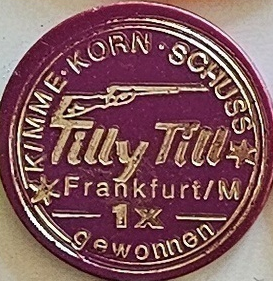 KIMME · KORN · SCHUSS
Tilly Till
Frankfurt/M
1x
gewonnen